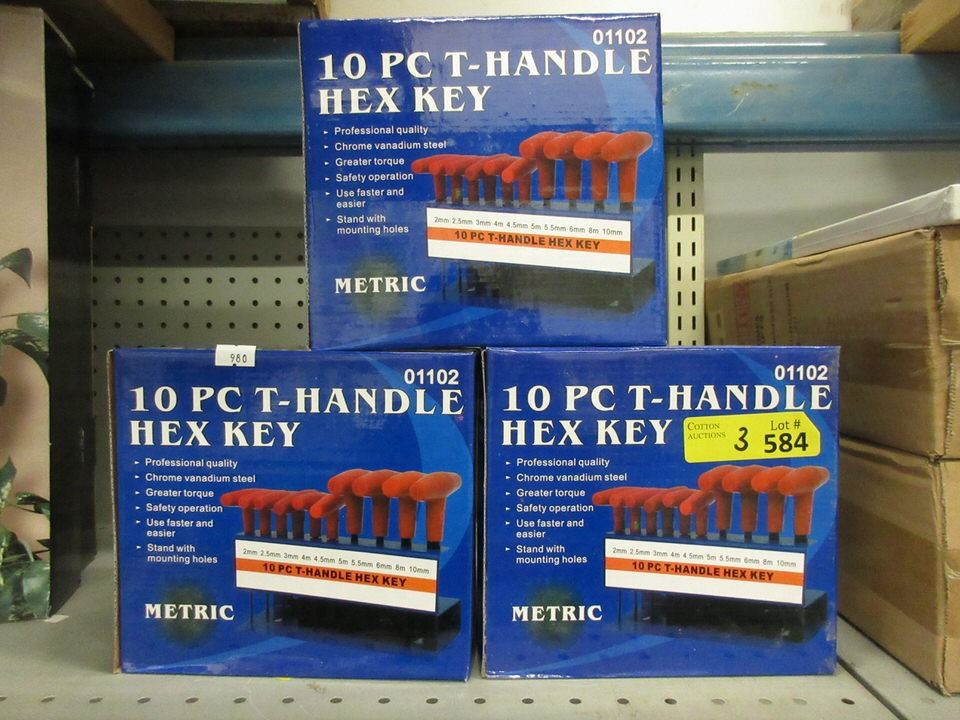 01102
10 PC T-HANDLE
HEX KEY
Professional quality
Chrome vanadium steel
Greater torque
Safety operation
Use faster and
easier
Stand with
mounting holes
2mm 2.5mm 3mm 4m 4.5mm 5m 5.5mm 6mm 8m 10mm
10 PC T-HANDLE HEX KEY
METRIC
980
01102
10 PC T-HANDLE
HEX KEY
Professional quality
Chrome vanadium steel
Greater torque
Safety operation
Use faster and
easier
Stand with
mounting holes
2mm 2.5mm 3mm 4m 4.5mm 5m 5.5mm 6mm 8m 10mm
10 PC T-HANDLE HEX KEY
METRIC
01102
10 PC T-HANDLE
HEX KEY
COTTON
AUCTIONS
3
Lot #
584
Professional quality
Chrome vanadium steel
Greater torque
Safety operation
Use faster and
easier
Stand with
mounting holes
2mm 2.5mm 3mm 4m 4.5mm 5m 5.5mm 6mm 8m 10mm
10 PC T-HANDLE HEX KEY
METRIC